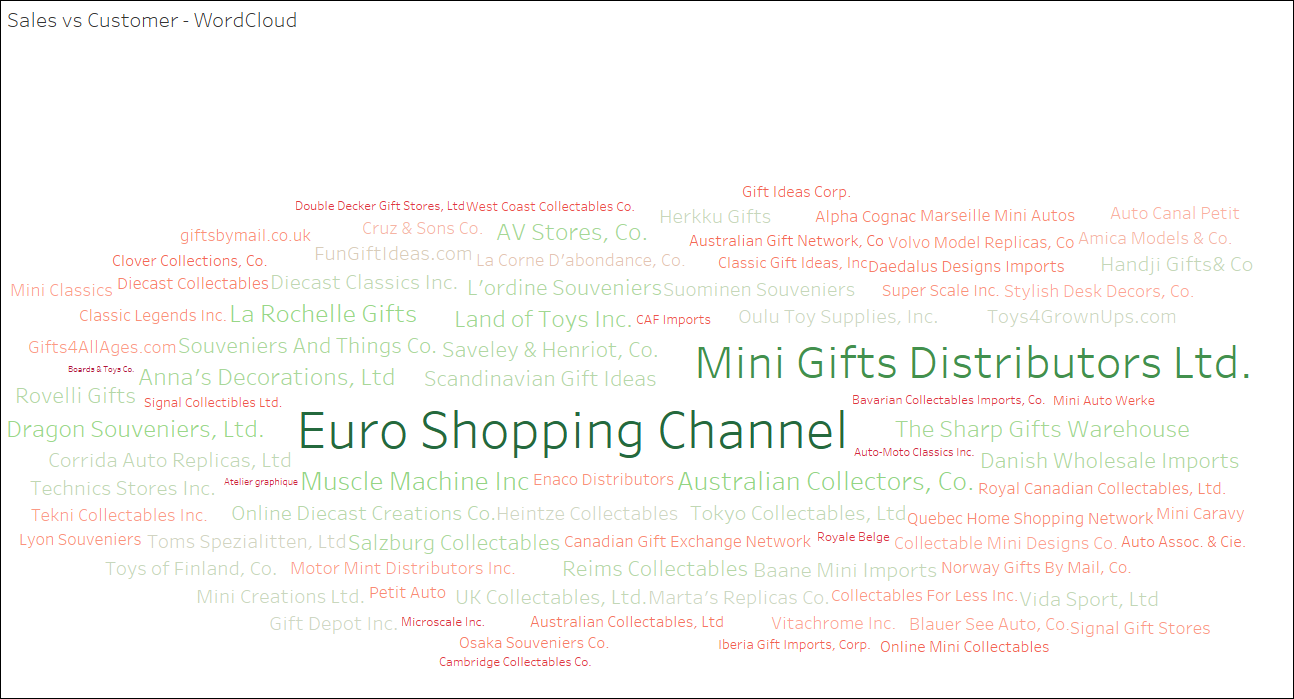 Sales vs Customer - WordCloud
Gift Ideas Corp.
Double Decker Gift Stores, Ltd West Coast Collectables Co. Herkku Gifts Alpha Cognac Marseille Mini Autos Auto Canal Petit
giftsbymail.co.uk Cruz & Sons Co. AV Stores, Co. Australian Gift Network, Co Volvo Model Replicas, Co Amica Models & Co.
Clover Collections, Co. FunGiftIdeas.com La Corne D'abondance, Co. Classic Gift Ideas, Inc Daedalus Designs Imports Handji Gifts& Co
Mini Classics Diecast Collectables Diecast Classics Inc. L'ordine Souveniers Suominen Souveniers Super Scale Inc. Stylish Desk Decors, Co.
Classic Legends Inc. La Rochelle Gifts Land of Toys Inc. CAF Imports Oulu Toy Supplies, Inc. Toys4GrownUps.com
Gifts4AllAges.com Souveniers And Things Co. Saveley & Henriot, Co. Mini Gifts Distributors Ltd.
Boards & Toys Co. Anna's Decorations, Ltd Scandinavian Gift Ideas
Rovelli Gifts Signal Collectibles Ltd. Bavarian Collectables Imports, Co. Mini Auto Werke
Dragon Souveniers, Ltd. Euro Shopping Channel The Sharp Gifts Warehouse
Corrida Auto Replicas, Ltd Auto-Moto Classics Inc. Danish Wholesale Imports
Technics Stores Inc. Atelier graphique Muscle Machine Inc Enaco Distributors Australian Collectors, Co. Royal Canadian Collectables, Ltd.
Tekni Collectables Inc. Online Diecast Creations Co. Heintze Collectables Tokyo Collectables, Ltd Quebec Home Shopping Network Mini Caravy
Lyon Souveniers Toms Spezialitten, Ltd Salzburg Collectables Canadian Gift Exchange Network Royale Belge Collectable Mini Designs Co. Auto Assoc. & Cie.
Toys of Finland, Co. Motor Mint Distributors Inc. Reims Collectables Baane Mini Imports Norway Gifts By Mail, Co.
Mini Creations Ltd. Petit Auto UK Collectables, Ltd. Marta's Replicas Co. Collectables For Less Inc. Vida Sport, Ltd
Gift Depot Inc. Microscale Inc. Australian Collectables, Ltd Vitachrome Inc. Blauer See Auto, Co. Signal Gift Stores
Osaka Souveniers Co. Iberia Gift Imports, Corp. Online Mini Collectables
Cambridge Collectables Co.